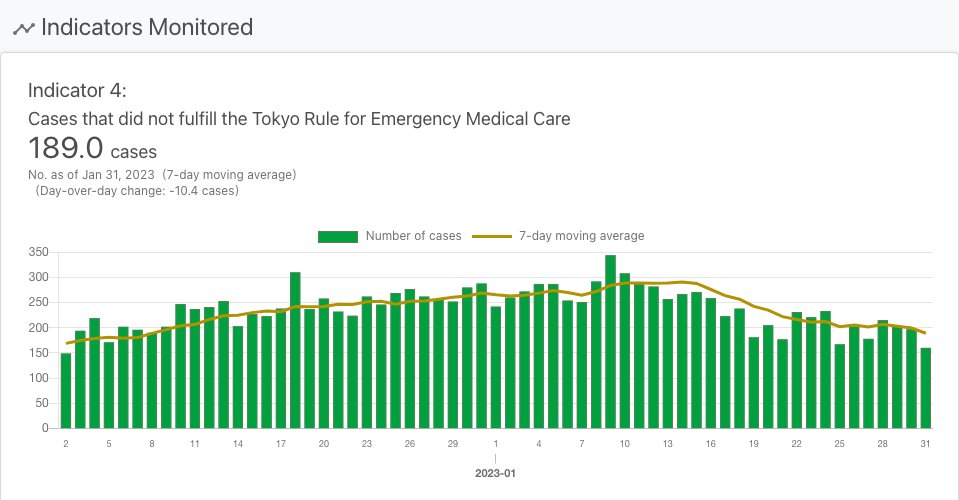 Indicators Monitored
Indicator 4:
Cases that did not fulfill the Tokyo Rule for Emergency Medical Care
189.0 cases
No. as of Jan 31, 2023 (7-day moving average)
(Day-over-day change: -10.4 cases)
Number of cases 7-day moving average
350
300
250
200
150
100
50
0
2 5 8 11 14 17 20 23 26 29 1 4 7 10 13 16 19 22 25 28 31
2023-01